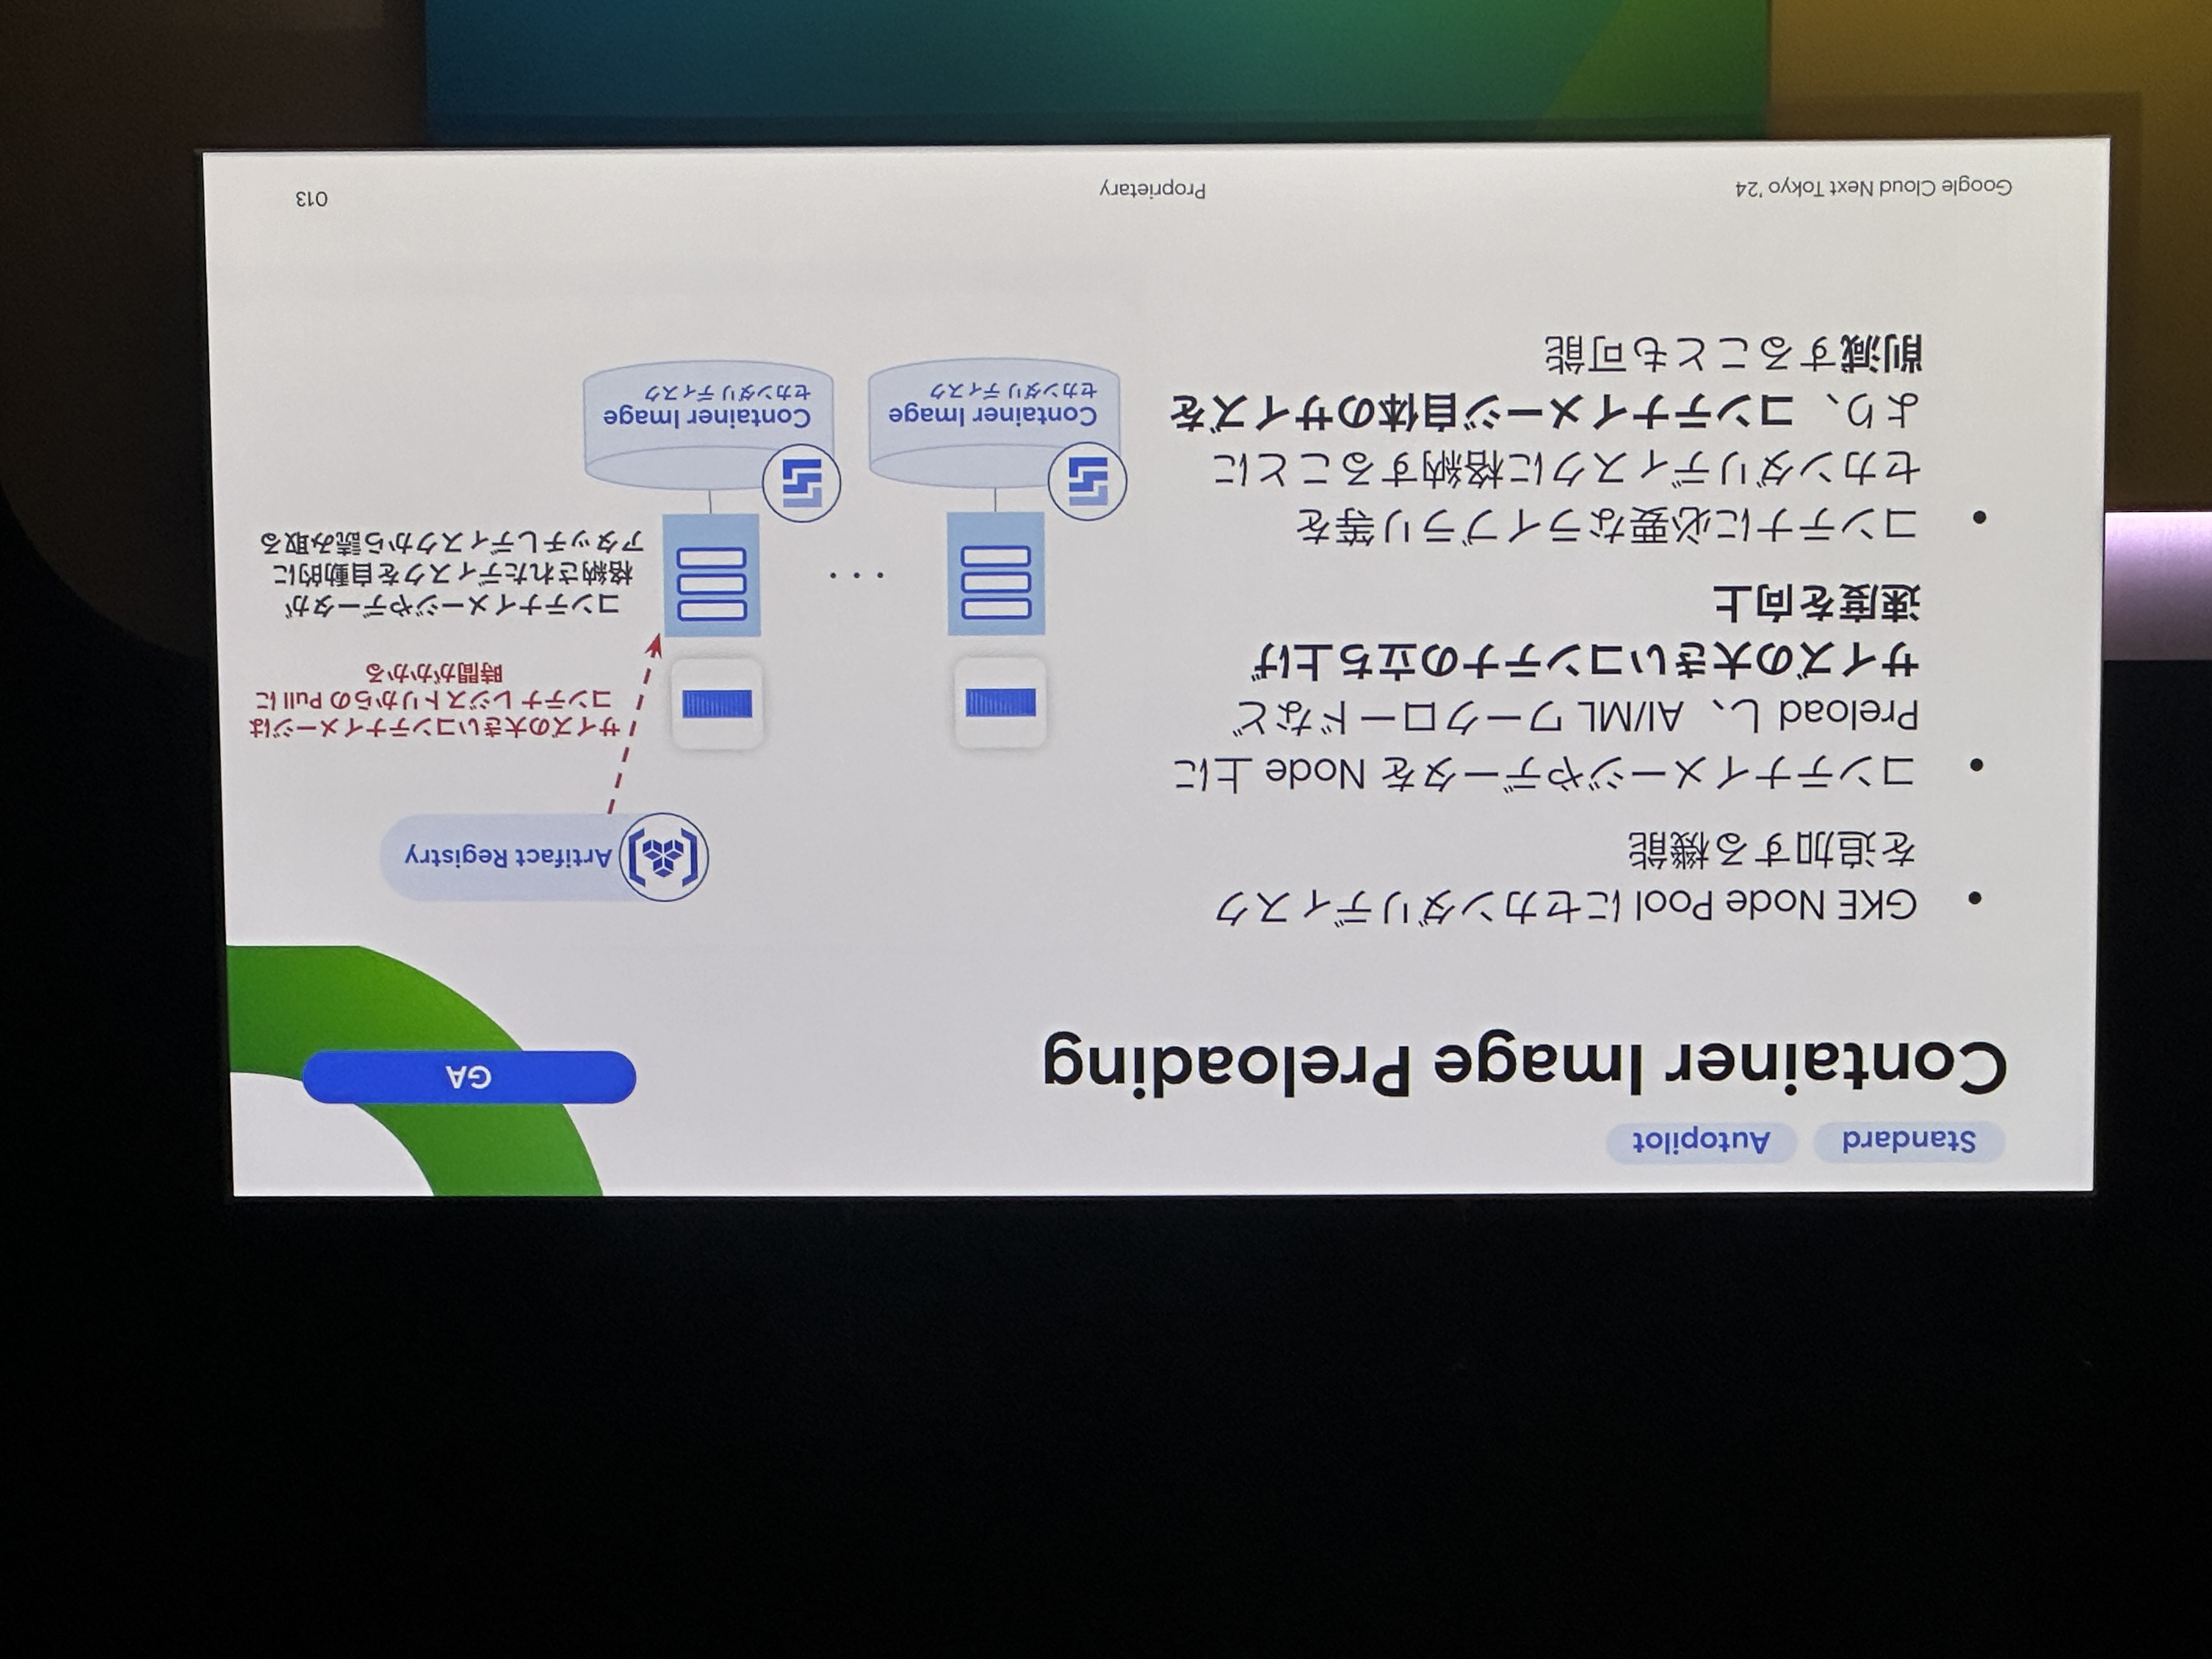 Standard Autopilot
Container Image Preloading
GA
● GKE Node Pool にセカンダリディスク
を追加する機能
● コンテナイメージやデータを Node 上に
Preload し、AI/ML ワークロードなど
サイズの大きいコンテナの立ち上げ
速度を向上
● コンテナに必要なライブラリ等を
セカンダリディスクに格納することに
より、コンテナイメージ自体のサイズを
削減することも可能
Artifact Registry
サイズの大きいコンテナイメージは
コンテナ レジストリからの Pull に
時間がかかる
コンテナイメージやデータが
格納されたディスクを自動的に
アタッチしディスクから読み取る
...
Container Image
セカンダリ ディスク
Container Image
セカンダリ ディスク
Google Cloud Next Tokyo ’24
Proprietary
013